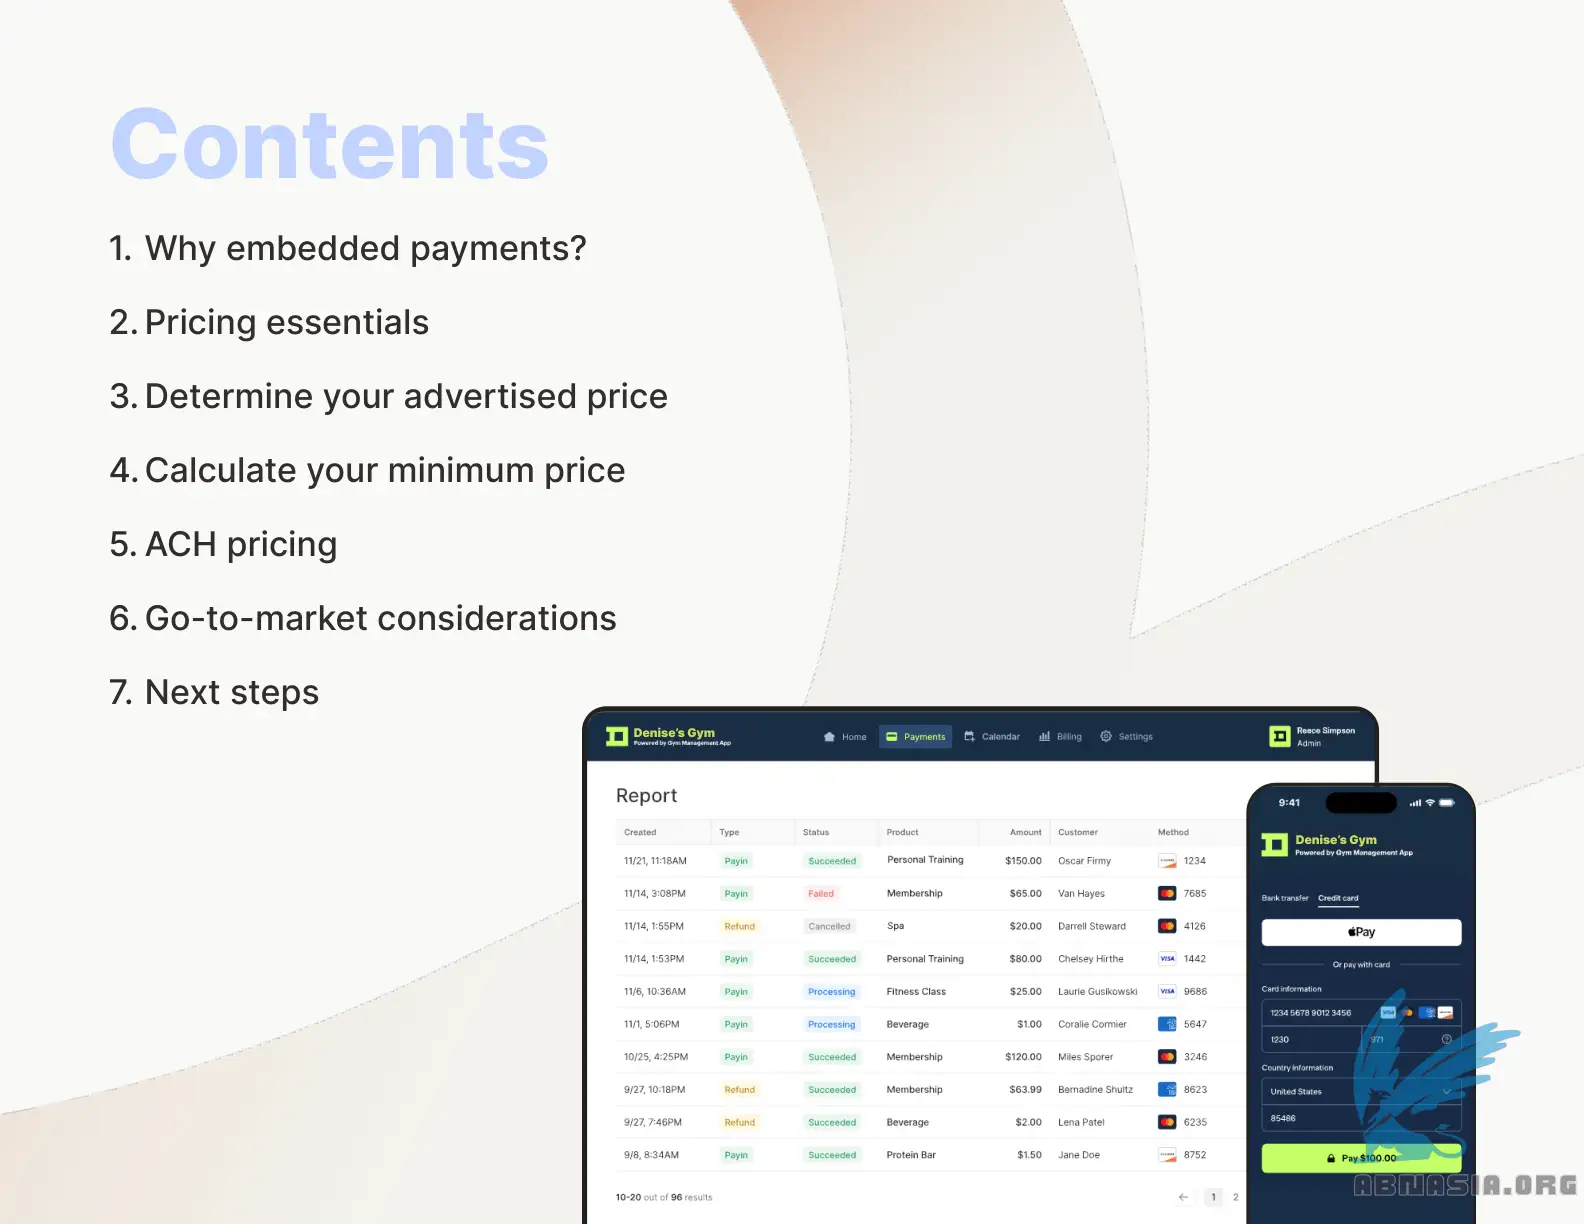 Contents
1. Why embedded payments?
2. Pricing essentials
3. Determine your advertised price
4. Calculate your minimum price
5. ACH pricing
6. Go-to-market considerations
7. Next steps
Denise's Gym
Powered by Gym Management App
Home Payments Calendar Billing Settings
Reece Simpson
Admin
Report
Created Type Status Product Amount Customer Method
11/21, 11:18AM Payin Succeeded Personal Training $150.00 Oscar Firmy 1234
11/14, 3:08PM Payin Failed Membership $65.00 Van Hayes 7685
11/14, 1:55PM Refund Cancelled Spa $20.00 Darrell Steward 4126
11/14, 1:53PM Payin Succeeded Personal Training $80.00 Chelsey Hirthe VISA 1442
11/6, 10:36AM Payin Processing Fitness Class $25.00 Laurie Gusikowski VISA 9686
11/1, 5:06PM Payin Processing Beverage $1.00 Coralie Cormier 5647
10/25, 4:25PM Payin Succeeded Membership $120.00 Miles Sporer 3246
9/27, 10:18PM Refund Succeeded Membership $63.99 Bernadine Shultz 8623
9/27, 7:46PM Refund Succeeded Beverage $2.00 Lena Patel 6235
9/8, 8:34AM Payin Succeeded Protein Bar $1.50 Jane Doe 8752
10-20 out of 96 results
← 1 2
9:41
Denise's Gym
Powered by Gym Management App
Bank transfer Credit card
Pay
Or pay with card
Card information
1234 5678 9012 3456 VISA
1230 971
Country information
United States
85486
Pay $100.00
ABNASIA.ORG